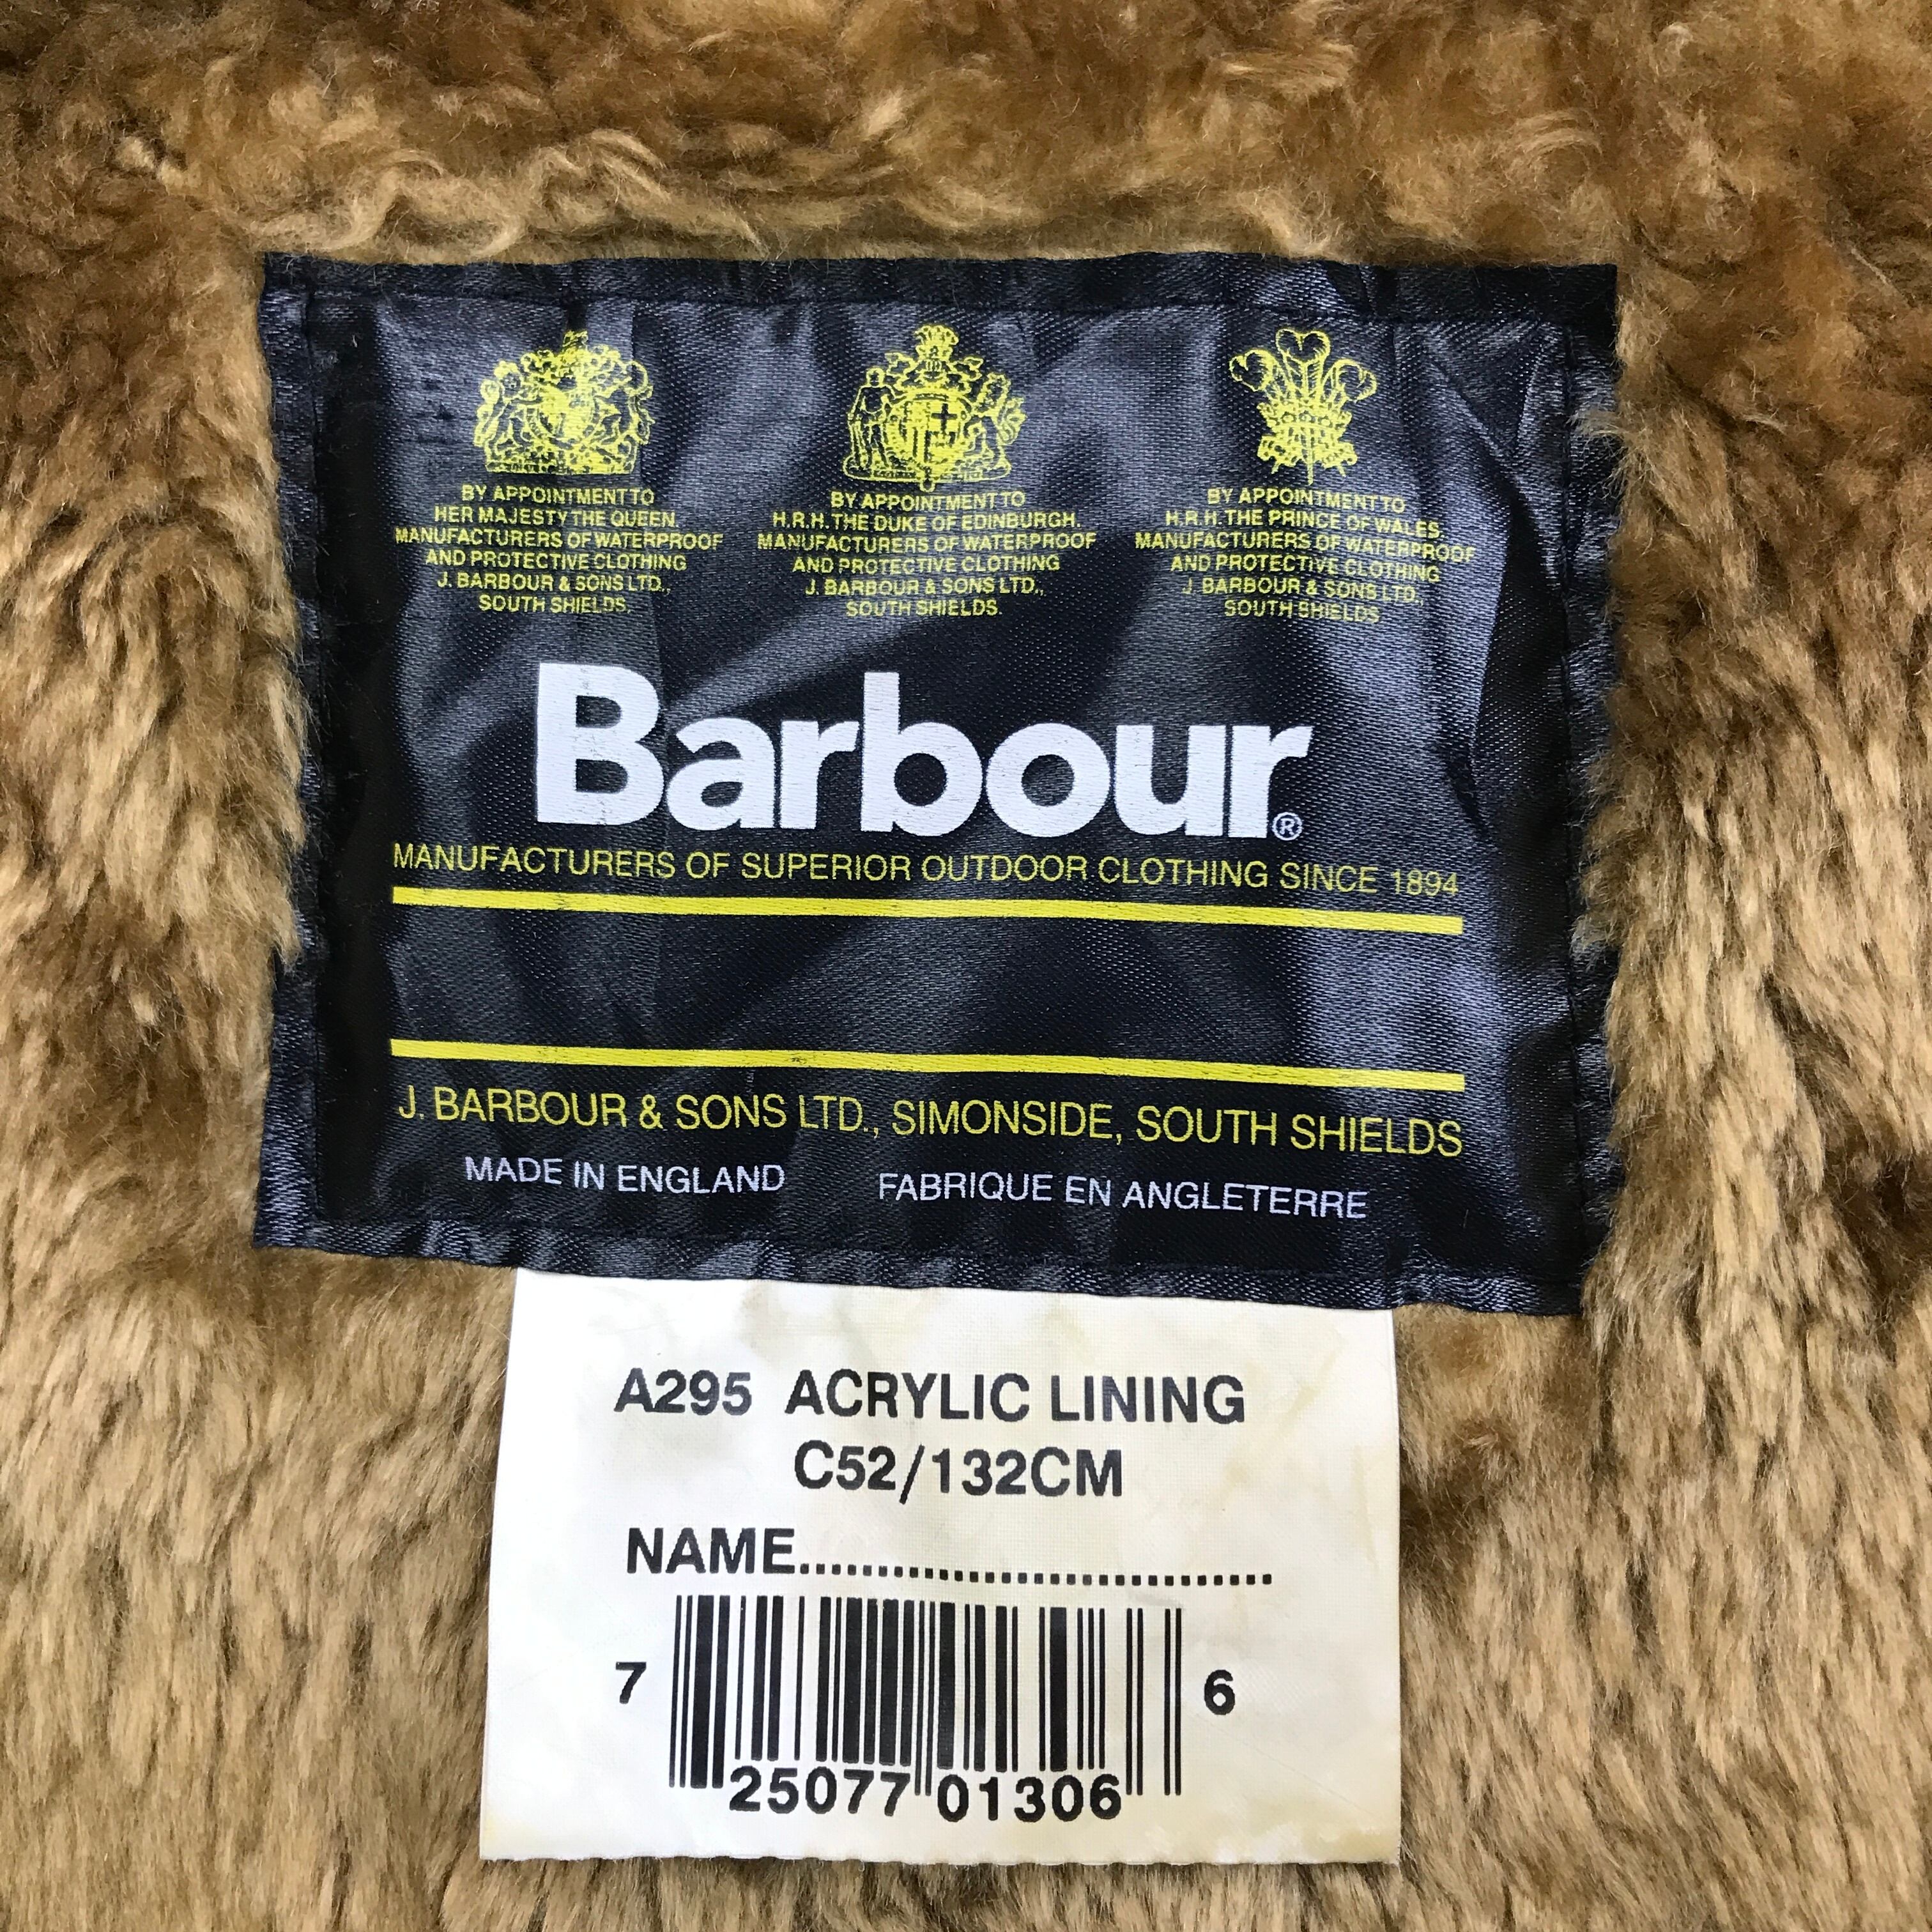 BY APPOINTMENT TO
HER MAJESTY THE QUEEN.
MANUFACTURERS OF WATERPROOF
AND PROTECTIVE CLOTHING
J. BARBOUR & SONS LTD.,
SOUTH SHIELDS.
BY APPOINTMENT TO
H.R.H. THE DUKE OF EDINBURGH.
MANUFACTURERS OF WATERPROOF
AND PROTECTIVE CLOTHING
J. BARBOUR & SONS LTD.,
SOUTH SHIELDS.
BY APPOINTMENT TO
H.R.H. THE PRINCE OF WALES.
MANUFACTURERS OF WATERPROOF
AND PROTECTIVE CLOTHING
J. BARBOUR & SONS LTD.,
SOUTH SHIELDS
Barbour®
MANUFACTURERS OF SUPERIOR OUTDOOR CLOTHING SINCE 1894
J. BARBOUR & SONS LTD., SIMONSIDE, SOUTH SHIELDS
MADE IN ENGLAND FABRIQUE EN ANGLETERRE
A295 ACRYLIC LINING
C52/132CM
NAME..............................
7 25077 01306 6